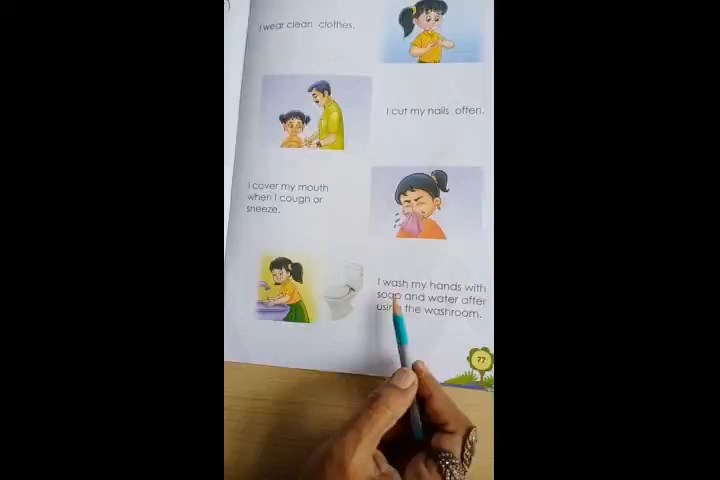 I wear clean clothes.
I cut my nails often.
I cover my mouth
when I cough or
sneeze.
I wash my hands with
soap and water after
using the washroom.
77